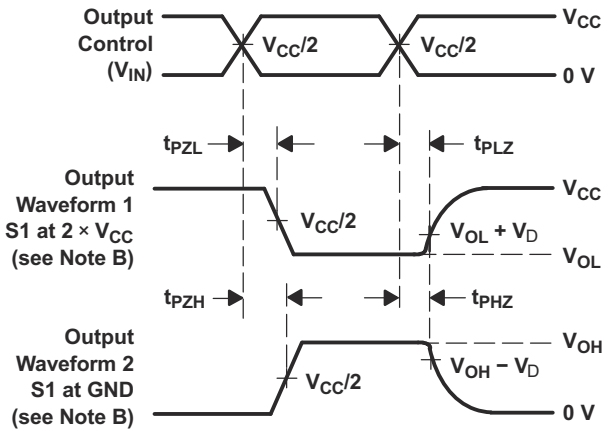 Output
Control
(VIN)
VCC/2
VCC/2
VCC
0 V
tPZL
tPLZ
Output
Waveform 1
S1 at 2 × VCC
(see Note B)
VCC/2
VCC
VOL + VD
VOL
tPZH
tPHZ
Output
Waveform 2
S1 at GND
(see Note B)
VCC/2
VOH
VOH − VD
0 V